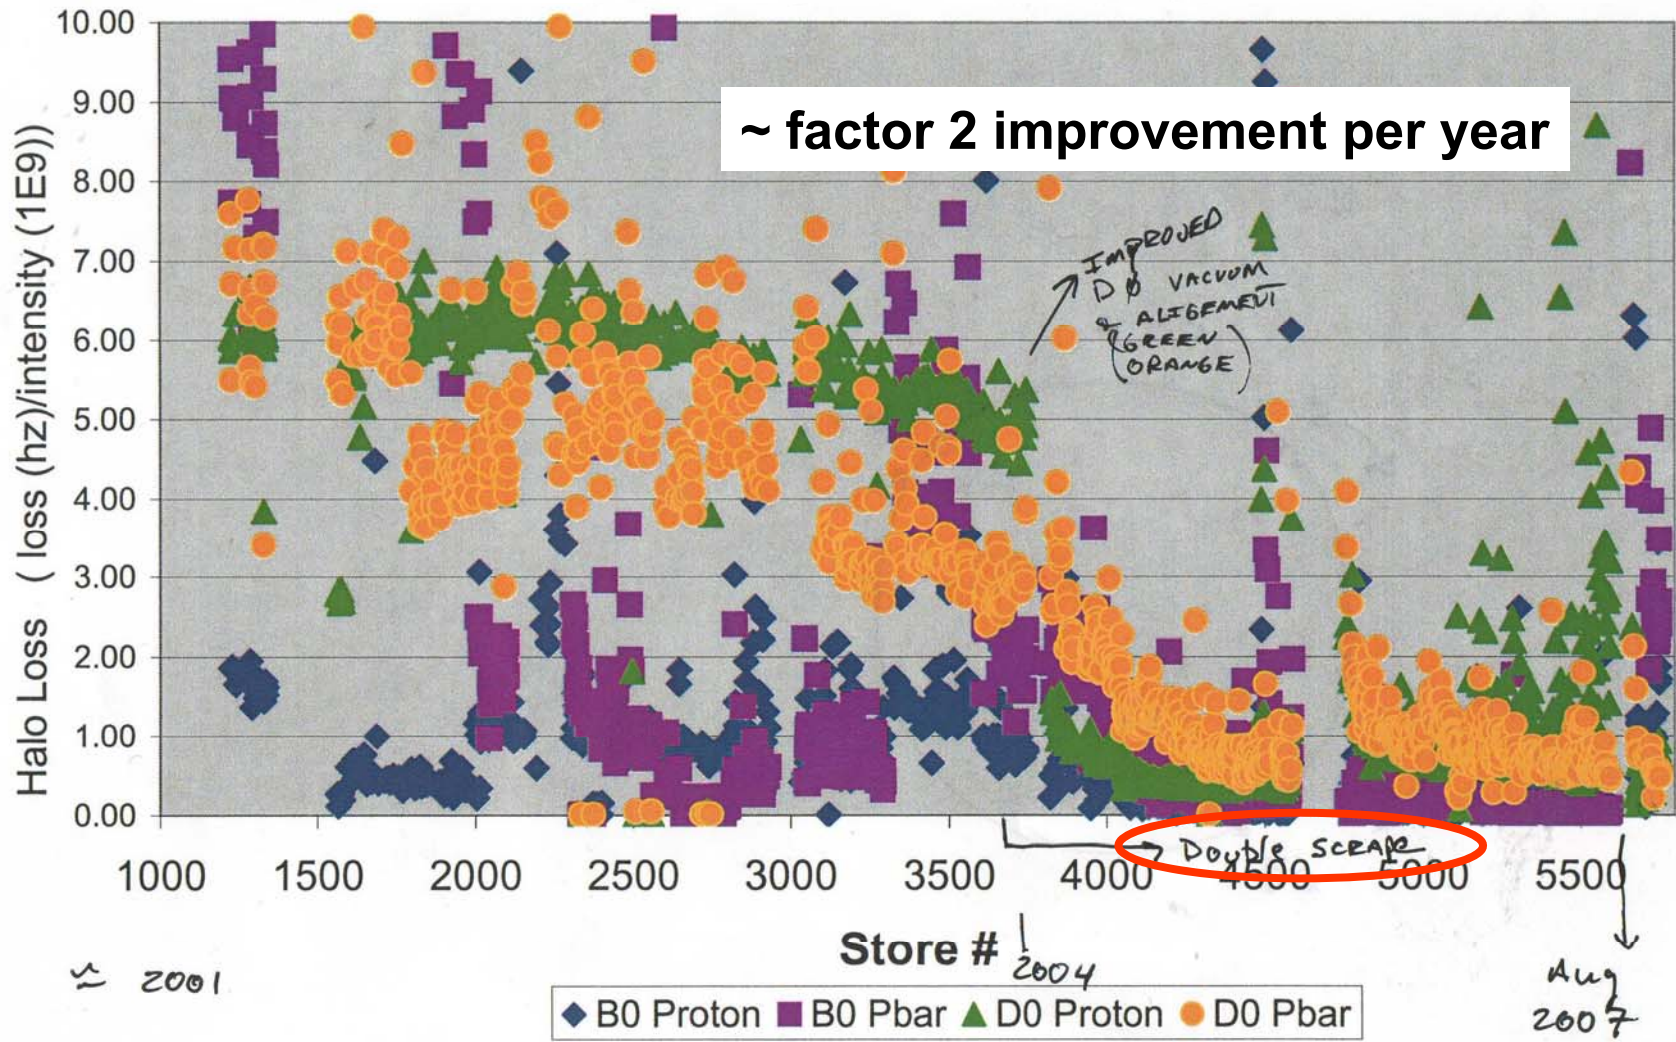 ~ factor 2 improvement per year
Halo Loss ( loss (hz)/intensity (1E9))
10.00
9.00
8.00
7.00
6.00
5.00
4.00
3.00
2.00
1.00
0.00
IMPROVED
DØ VACUUM
& ALIGEMENT
(GREEN
ORANGE)
Double SCRAPE
1000 1500 2000 2500 3000 3500 4000 4500 5000 5500
Store #
≃ 2001
2004
Aug
2007
B0 Proton B0 Pbar D0 Proton D0 Pbar